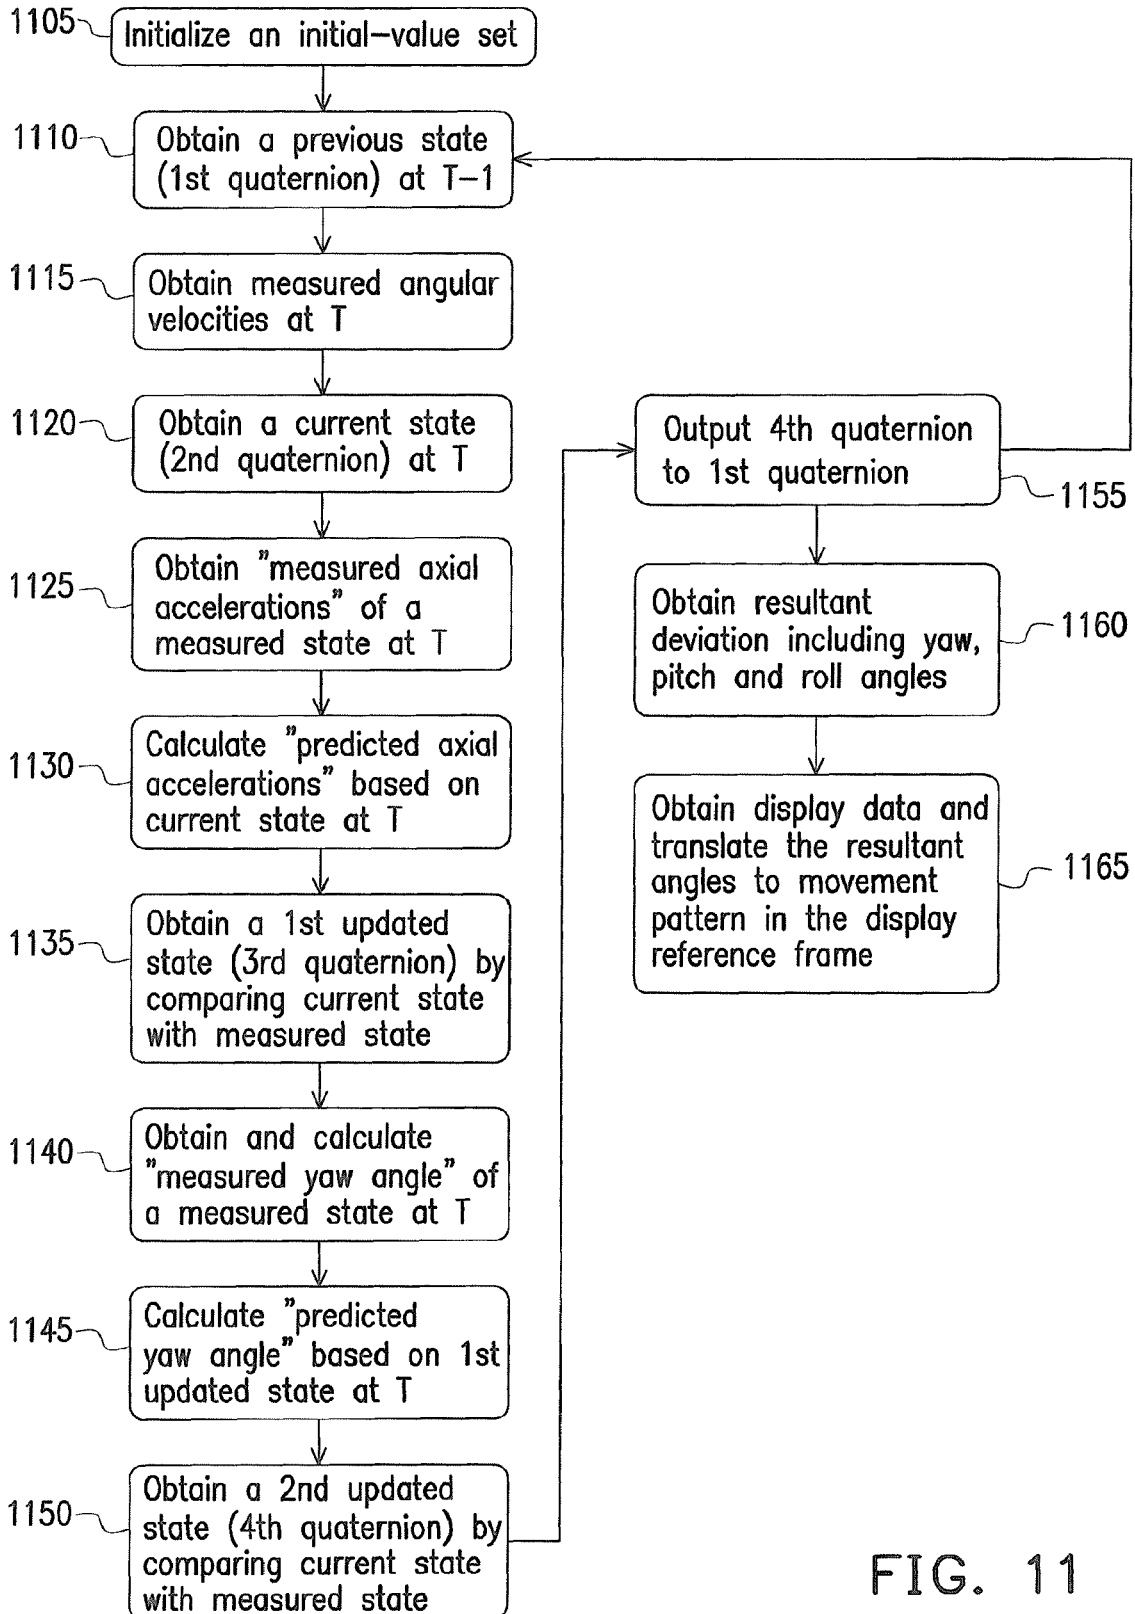 1105
Initialize an initial-value set
1110
Obtain a previous state
(1st quaternion) at T-1
1115
Obtain measured angular
velocities at T
1120
Obtain a current state
(2nd quaternion) at T
1125
Obtain "measured axial
accelerations" of a
measured state at T
1130
Calculate "predicted axial
accelerations" based on
current state at T
1135
Obtain a 1st updated
state (3rd quaternion) by
comparing current state
with measured state
1140
Obtain and calculate
"measured yaw angle" of
a measured state at T
1145
Calculate "predicted
yaw angle" based on 1st
updated state at T
1150
Obtain a 2nd updated
state (4th quaternion) by
comparing current state
with measured state
Output 4th quaternion
to 1st quaternion
1155
Obtain resultant
deviation including yaw,
pitch and roll angles
1160
Obtain display data and
translate the resultant
angles to movement
pattern in the display
reference frame
1165
FIG. 11